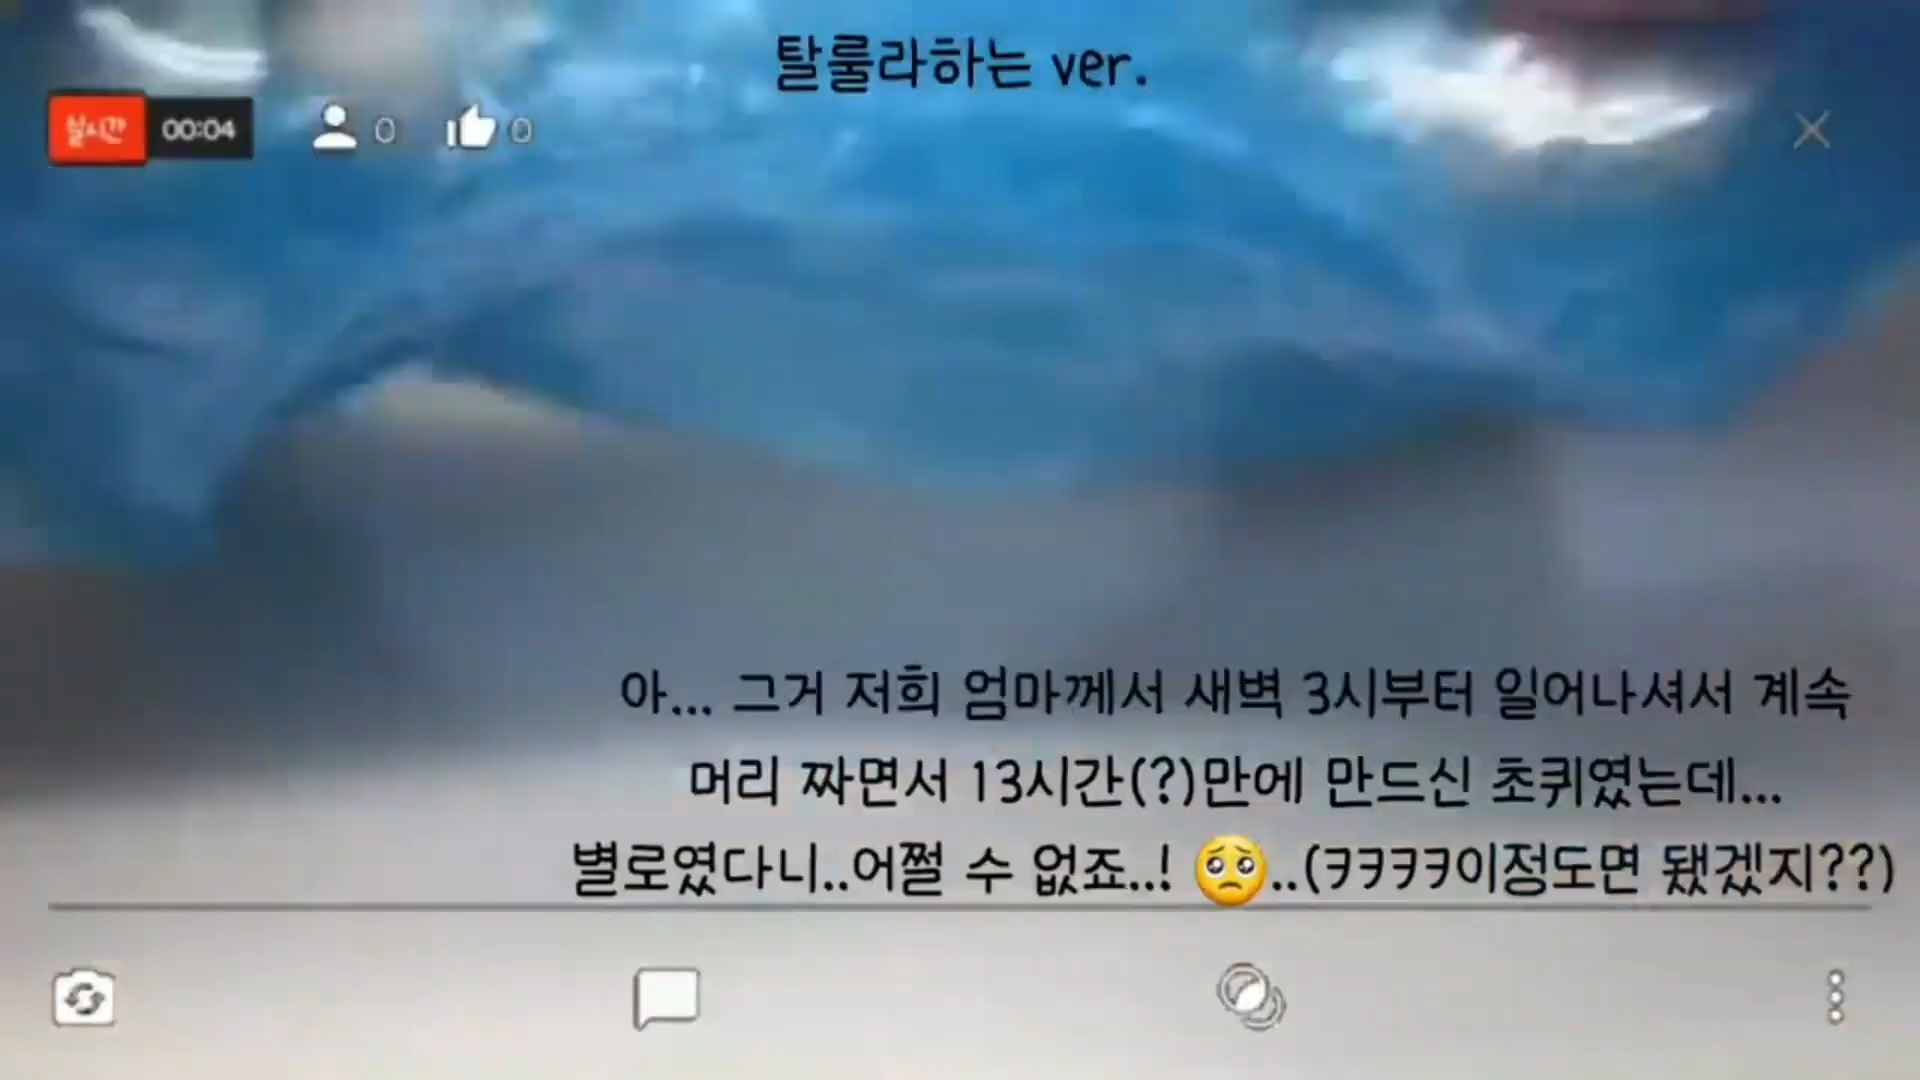 탈룰라하는 ver.
실시간 00:04 0 0
아... 그거 저희 엄마께서 새벽 3시부터 일어나셔서 계속
머리 짜면서 13시간(?)만에 만드신 초퀴였는데...
별로였다니..어쩔 수 없죠..! 🥺..(ㅋㅋㅋㅋ이정도면 됐겠지??)